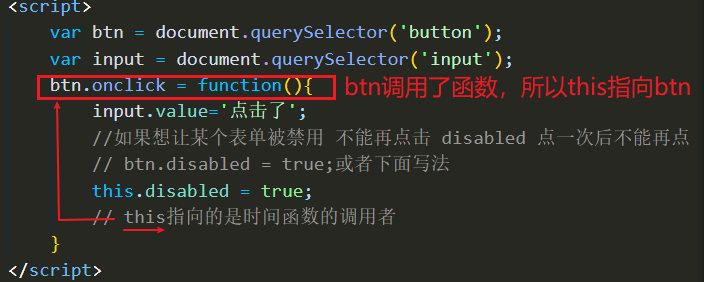 <script>
var btn = document.querySelector('button');
var input = document.querySelector('input');
btn.onclick = function(){ btn调用了函数，所以this指向btn
input.value='点击了';
//如果想让某个表单被禁用 不能再点击 disabled 点一次后不能再点
// btn.disabled = true;或者下面写法
this.disabled = true;
// this指向的是时间函数的调用者
}
</script>